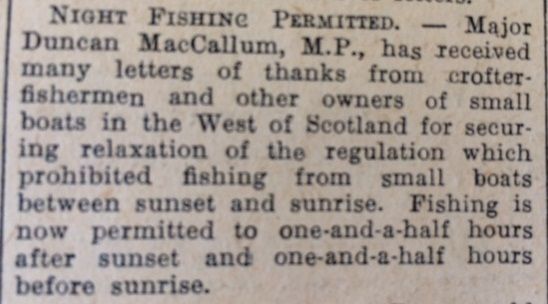 NIGHT FISHING PERMITTED. — Major
Duncan MacCallum, M.P., has received
many letters of thanks from crofter-
fishermen and other owners of small
boats in the West of Scotland for secur-
ing relaxation of the regulation which
prohibited fishing from small boats
between sunset and sunrise. Fishing is
now permitted to one-and-a-half hours
after sunset and one-and-a-half hours
before sunrise.